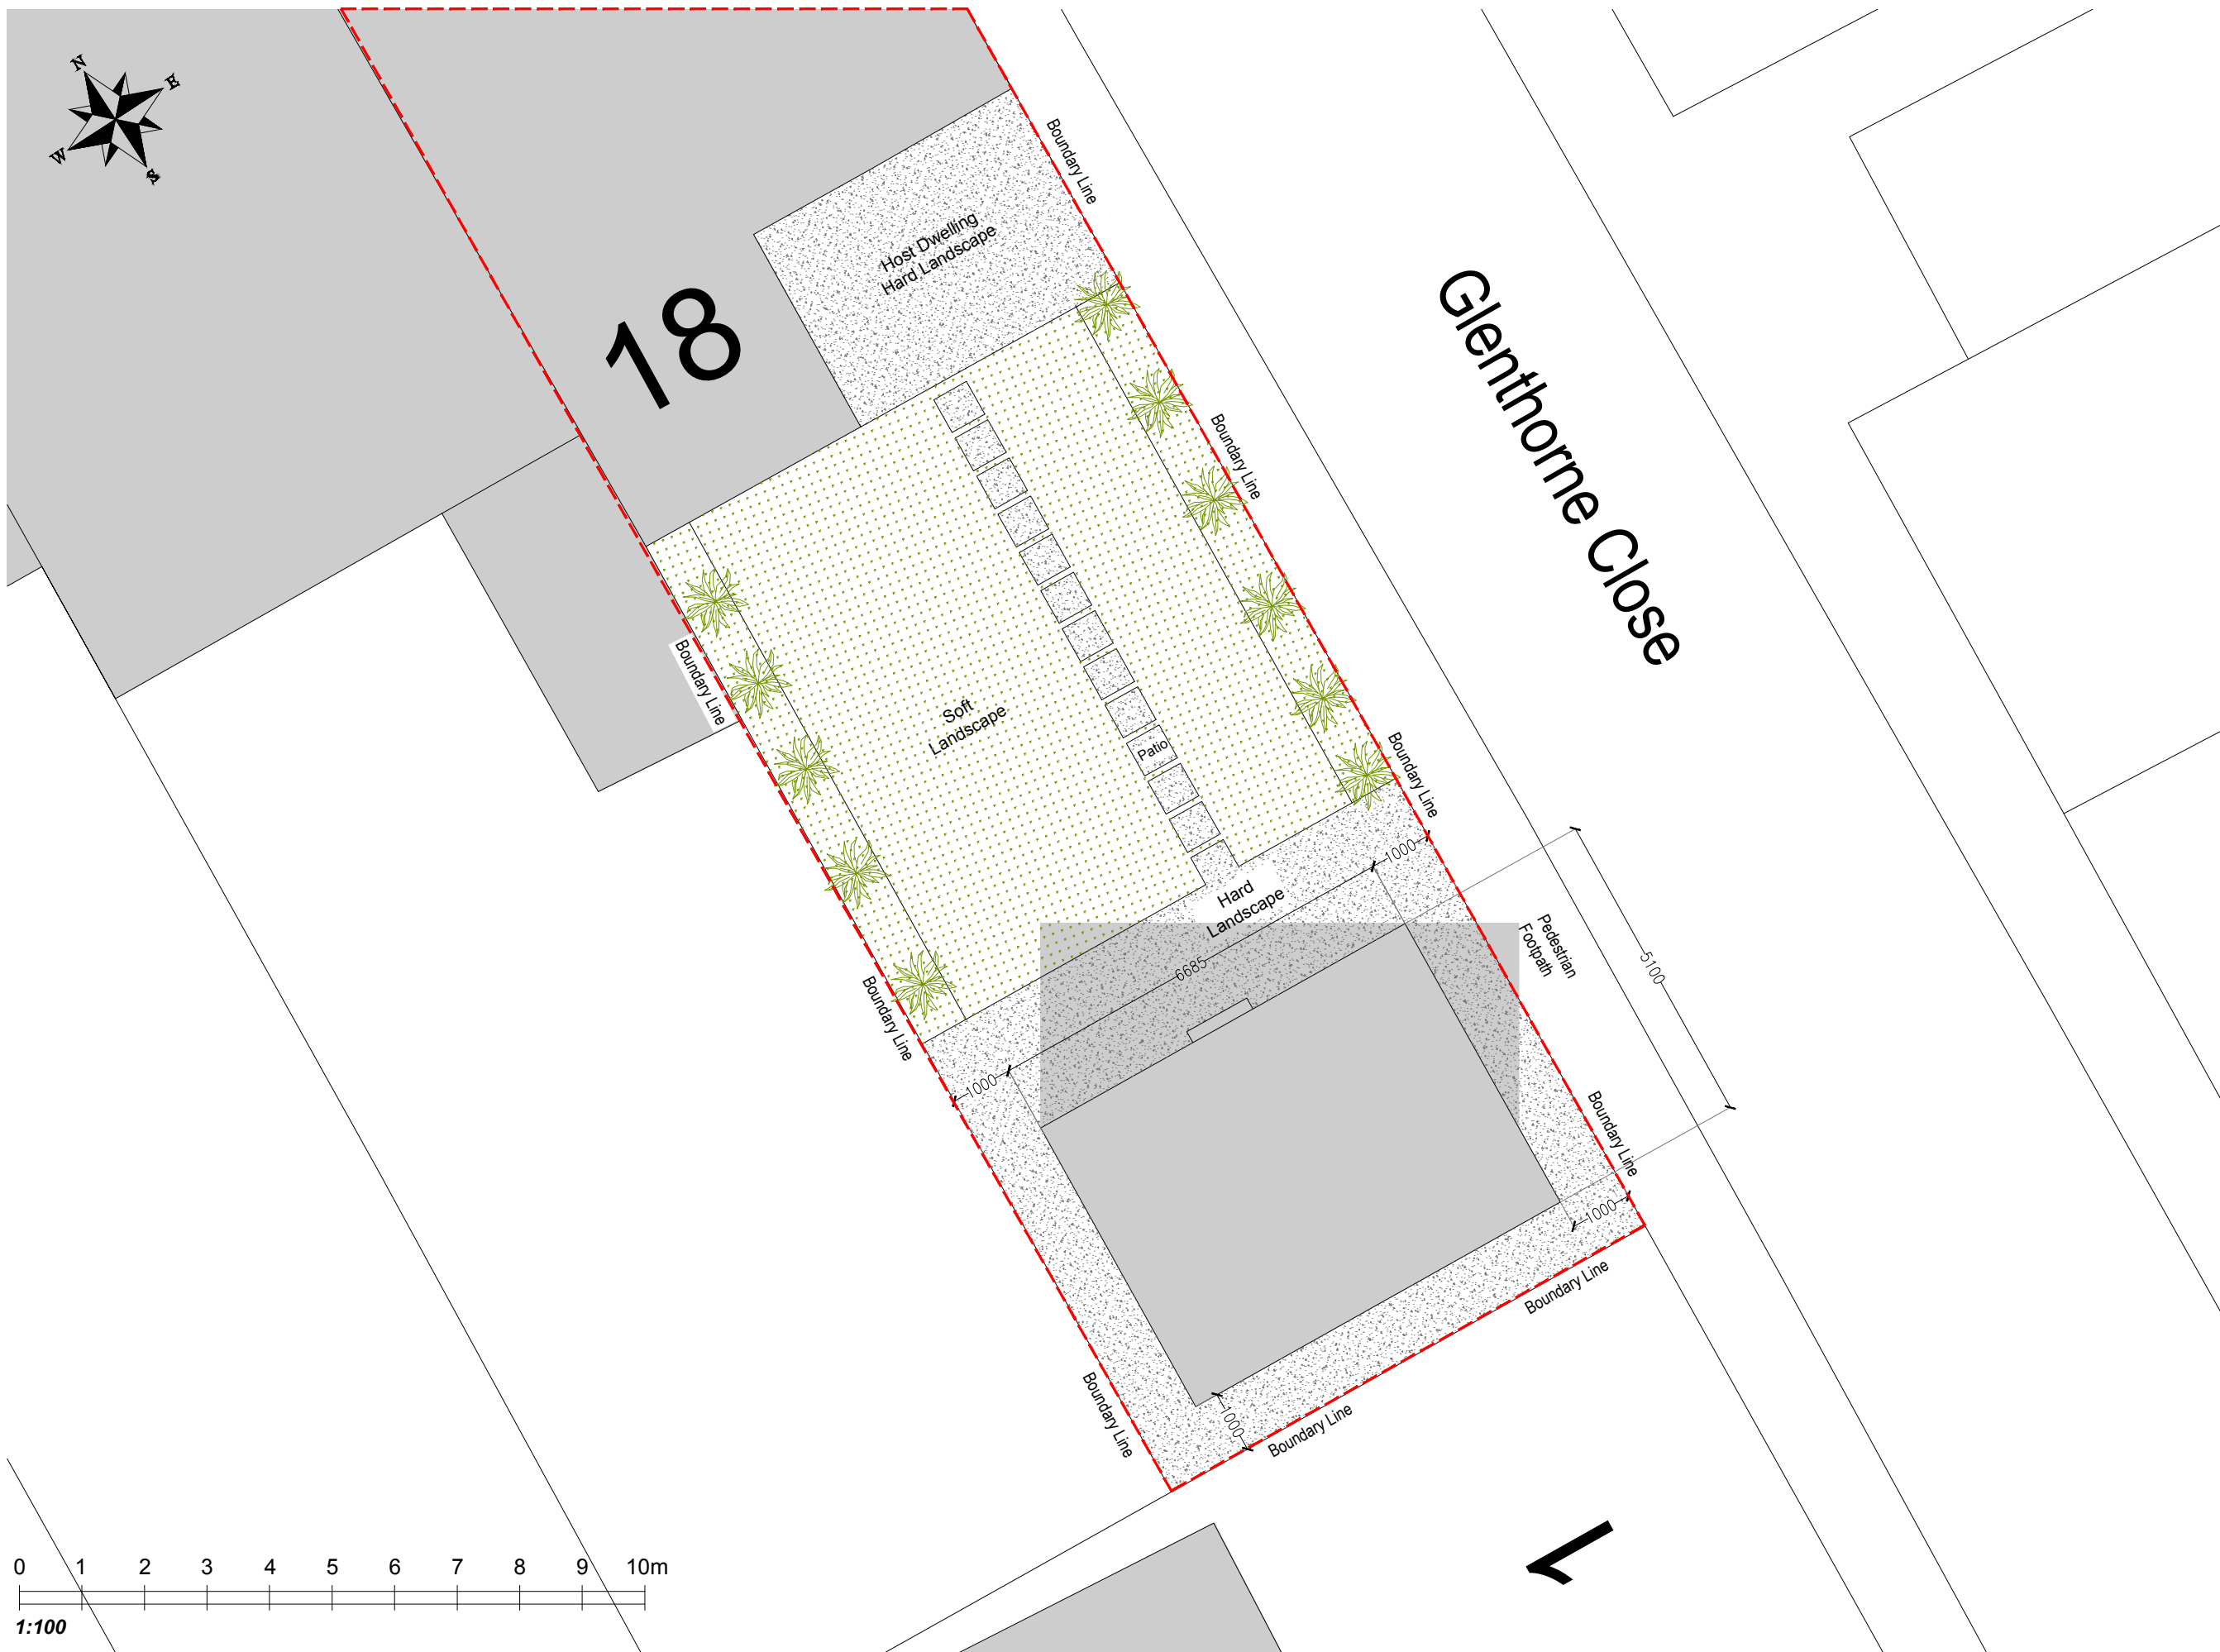 N
E
W
S
Boundary Line
Host Dwelling
Hard Landscape
18
Glenthorne Close
Boundary Line
Boundary Line
Soft
Landscape
Patio
Boundary Line
1000
Hard
Landscape
Pedestrian
Footpath
5100
6685
Boundary Line
1000
Boundary Line
1000
Boundary Line
Boundary Line
1000
Boundary Line
1
0 1 2 3 4 5 6 7 8 9 10m
1:100